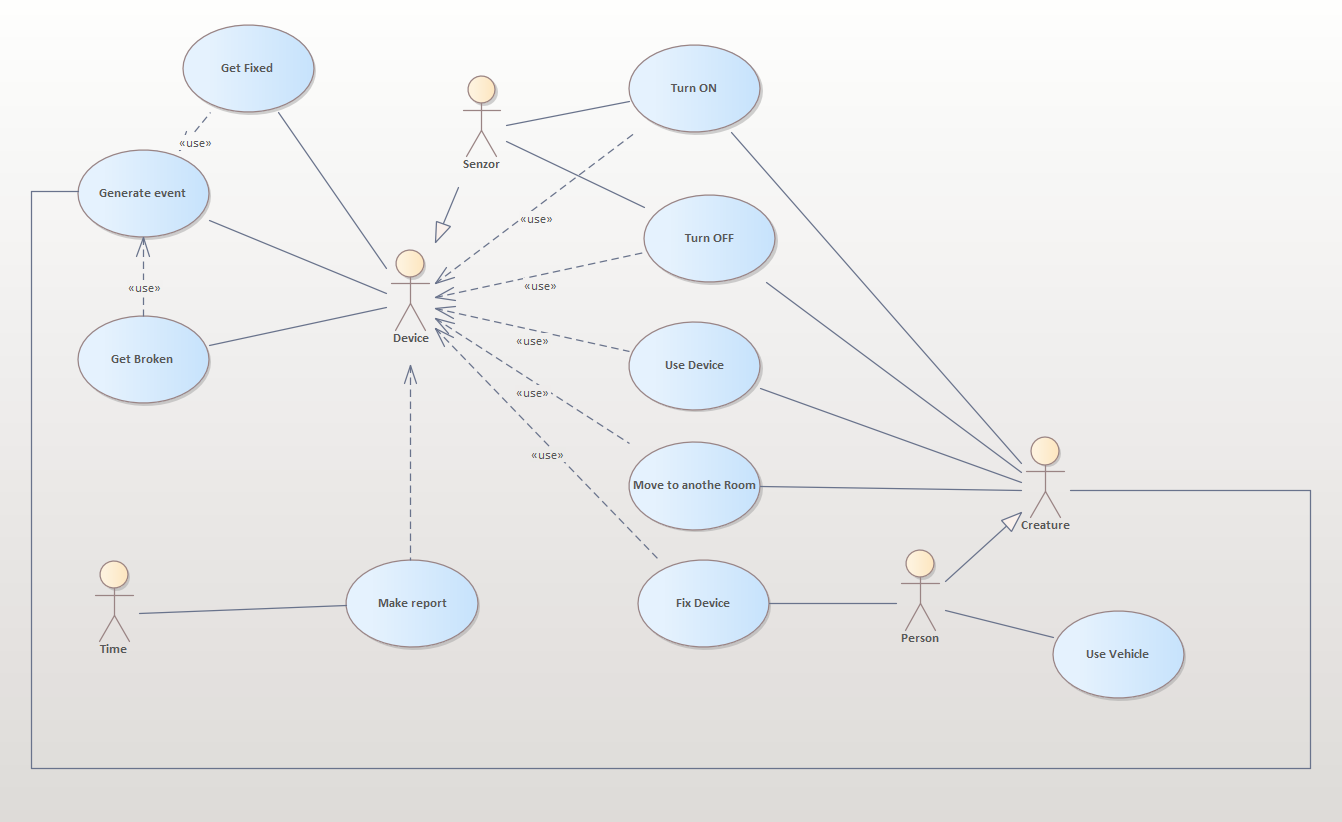 Get Fixed
Turn ON
«use»
Senzor
Generate event
«use»
Turn OFF
«use»
«use»
Device
«use»
Get Broken
Use Device
«use»
«use»
Move to anothe Room
Creature
Make report
Fix Device
Person
Time
Use Vehicle